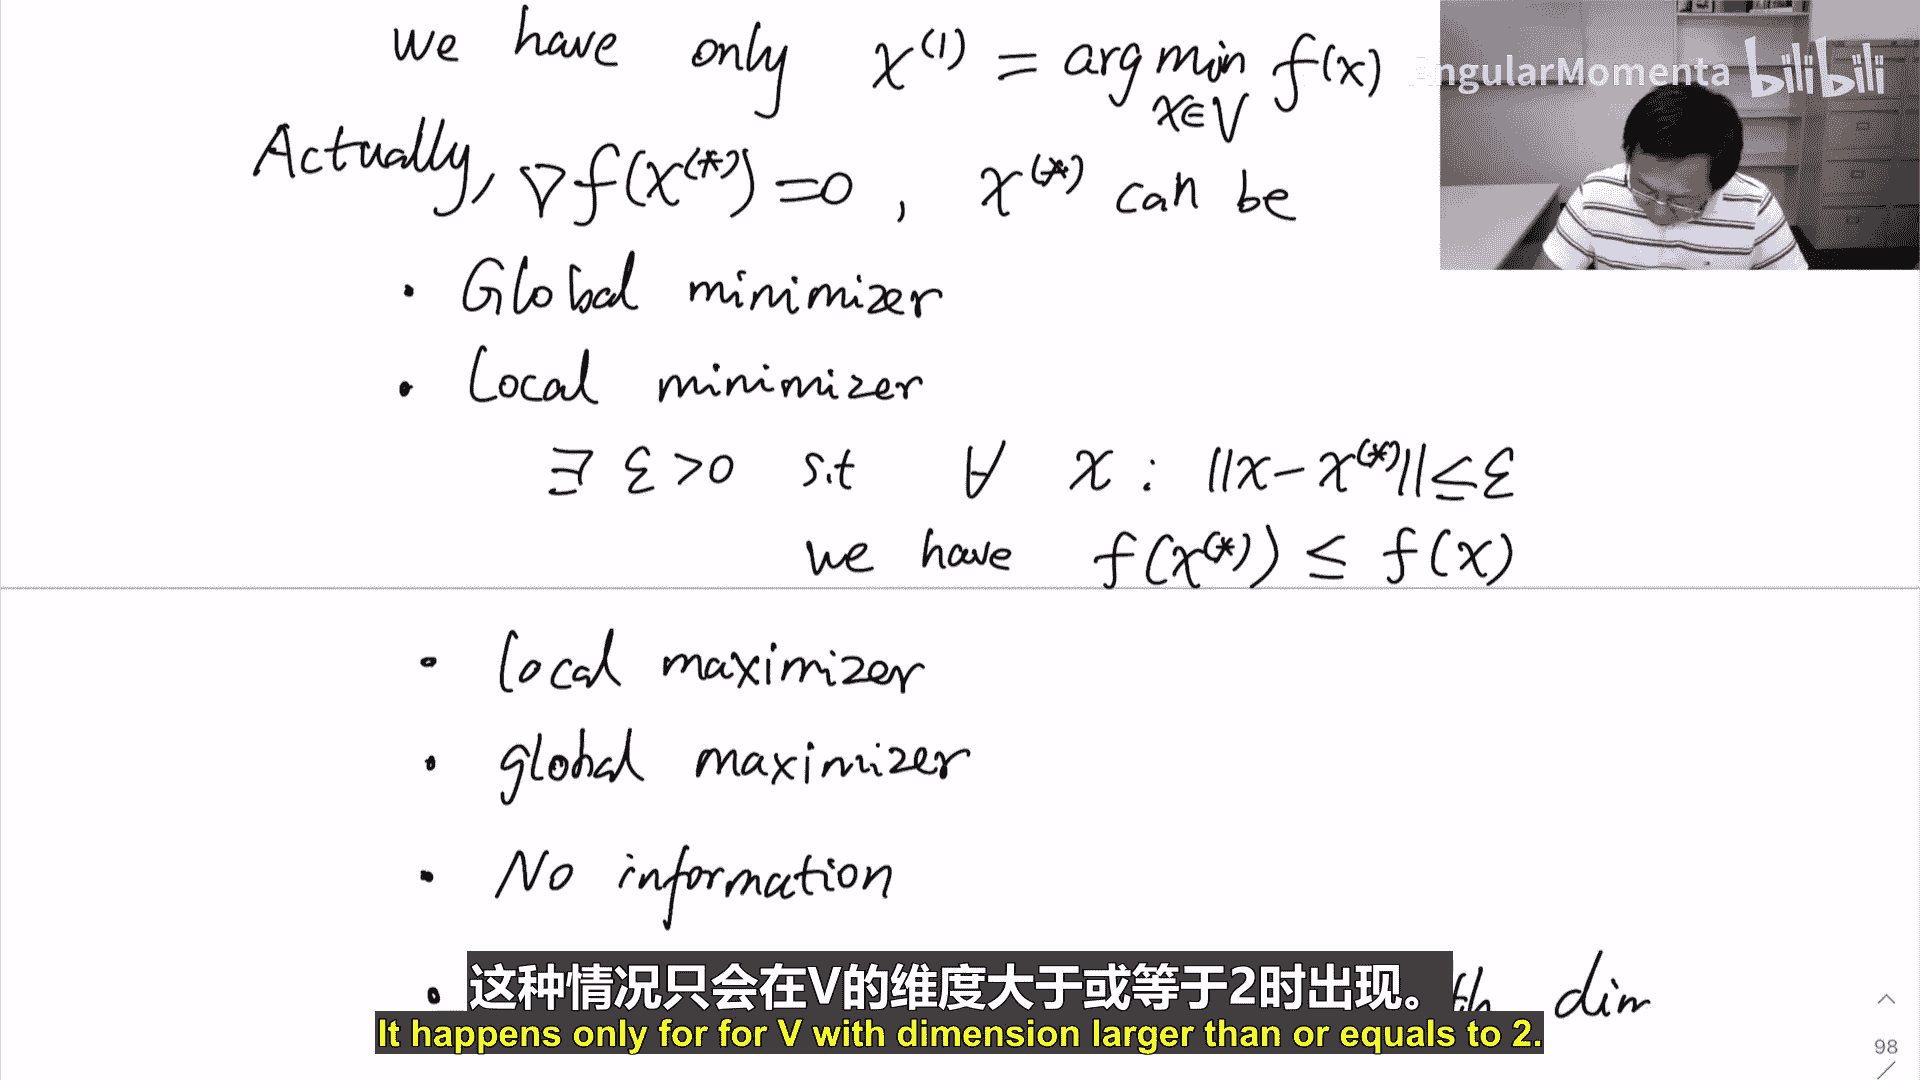 we have only x^(1) = arg min f(x)
x∈V
AngularMomenta bilibili
Actually, ∇f(x^(*)) =0 , x^(*) can be
• Global minimizer
• Local minimizer
∃ ε>0 s.t ∀ x : ||x-x^(*)||≤ε
we have f(x^(*)) ≤ f(x)
• local maximizer
• global maximizer
• No information
• dim
这种情况只会在V的维度大于或等于2时出现。
It happens only for for V with dimension larger than or equals to 2.
98